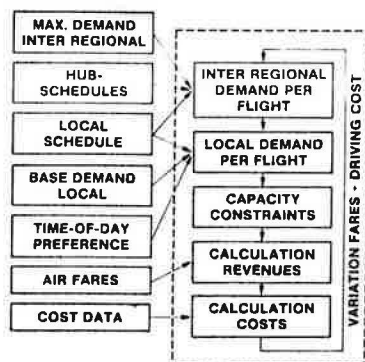 MAX. DEMAND
INTER REGIONAL
HUB-
SCHEDULES
LOCAL
SCHEDULE
BASE DEMAND
LOCAL
TIME-OF-DAY
PREFERENCE
AIR FARES
COST DATA
INTER REGIONAL
DEMAND PER
FLIGHT
LOCAL DEMAND
PER FLIGHT
CAPACITY
CONSTRAINTS
CALCULATION
REVENUES
CALCULATION
COSTS
VARIATION FARES - DRIVING COST